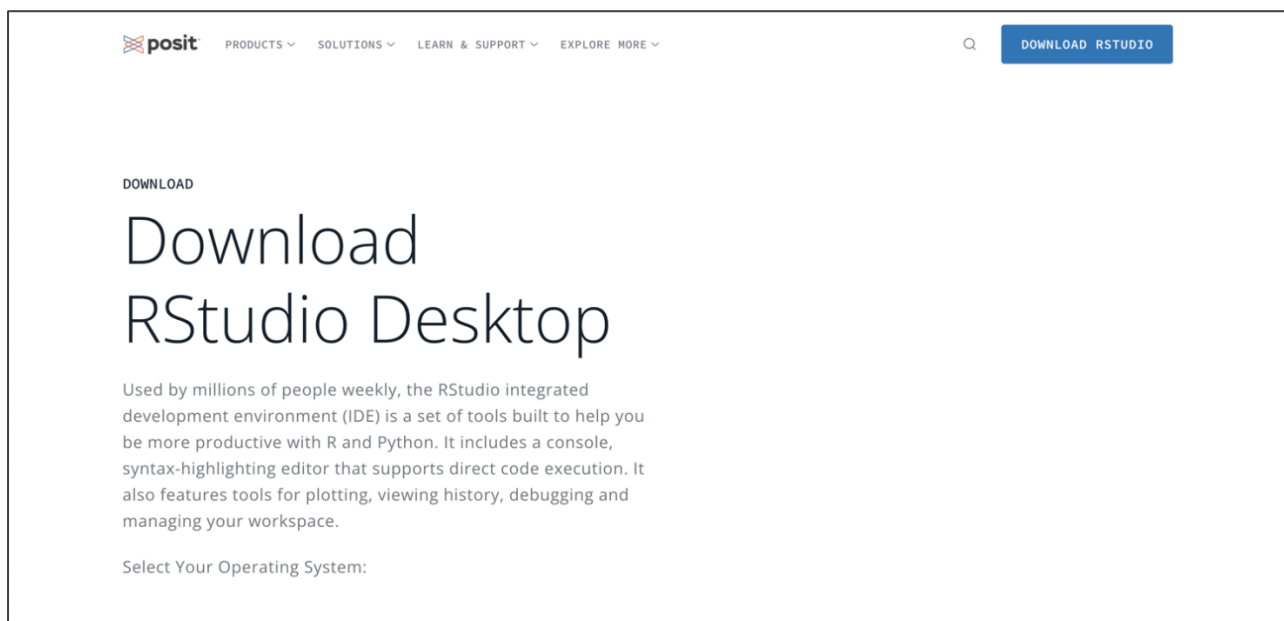 posit
PRODUCTS
SOLUTIONS
LEARN & SUPPORT
EXPLORE MORE
DOWNLOAD RSTUDIO
DOWNLOAD
Download
RStudio Desktop
Used by millions of people weekly, the RStudio integrated
development environment (IDE) is a set of tools built to help you
be more productive with R and Python. It includes a console,
syntax-highlighting editor that supports direct code execution. It
also features tools for plotting, viewing history, debugging and
managing your workspace.
Select Your Operating System: